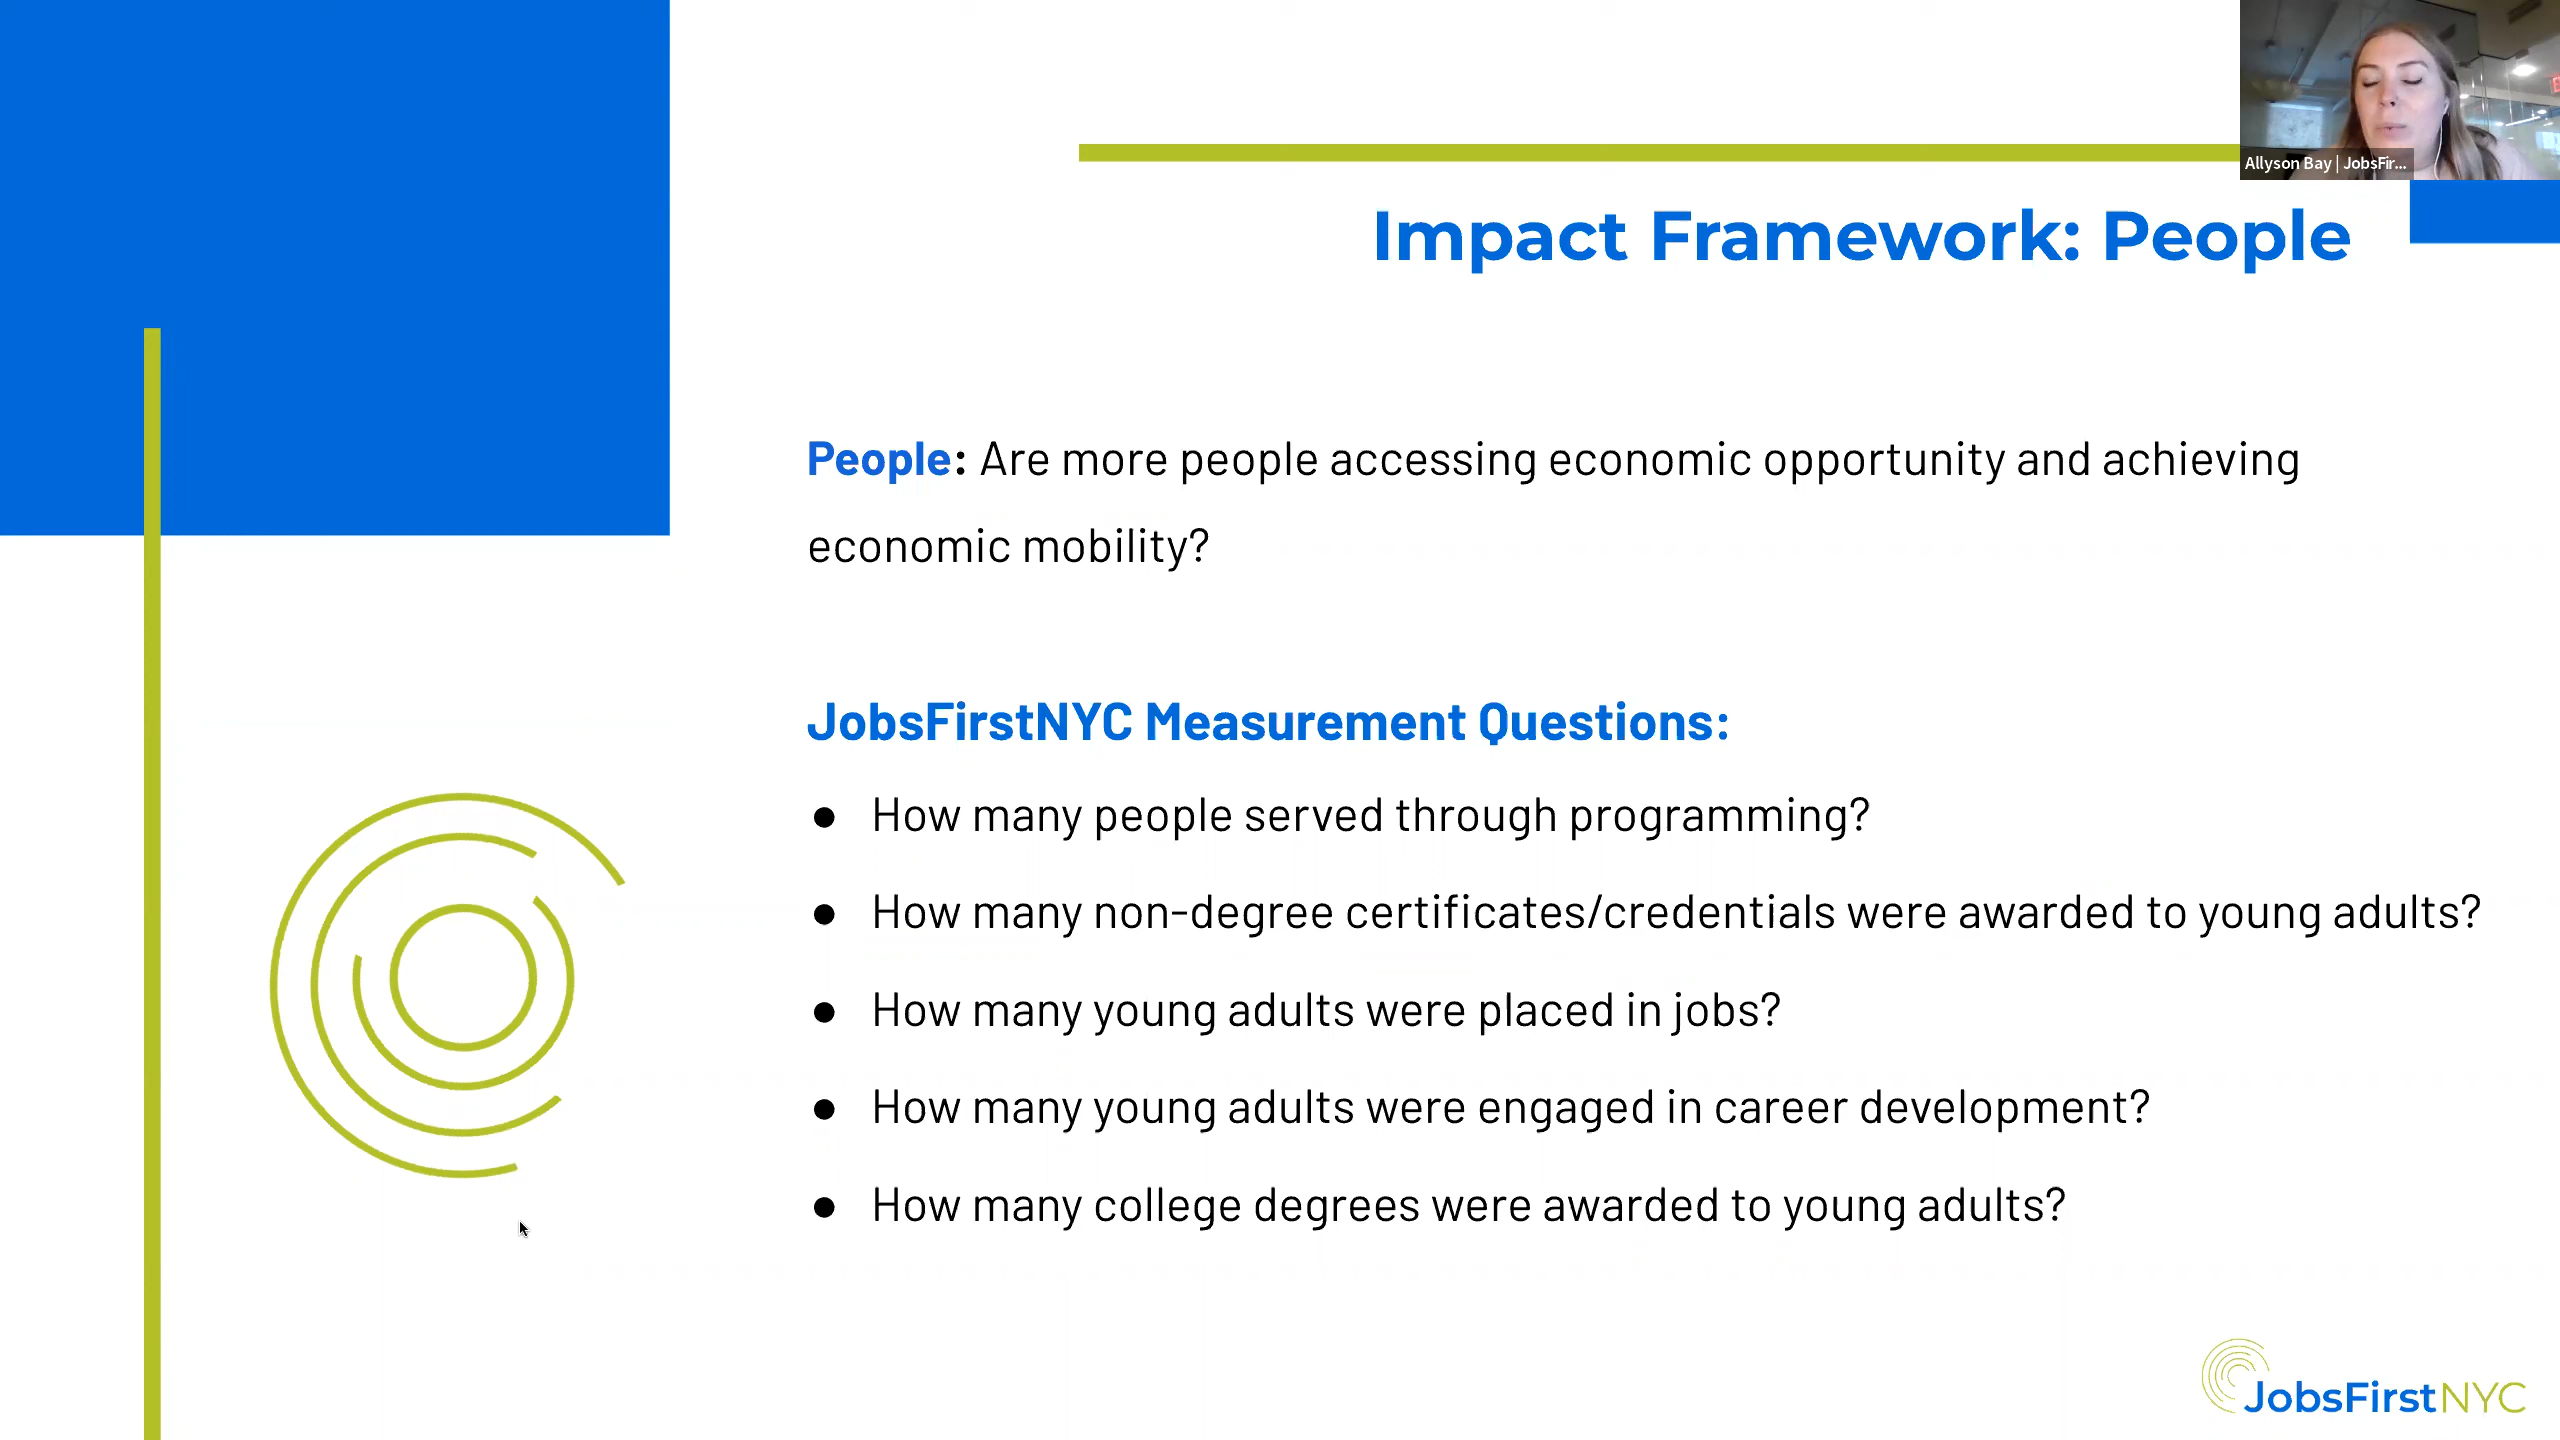 Allyson Bay | JobsFir...
Impact Framework: People
People: Are more people accessing economic opportunity and achieving
economic mobility?
JobsFirstNYC Measurement Questions:
● How many people served through programming?
● How many non-degree certificates/credentials were awarded to young adults?
● How many young adults were placed in jobs?
● How many young adults were engaged in career development?
● How many college degrees were awarded to young adults?
JobsFirstNYC